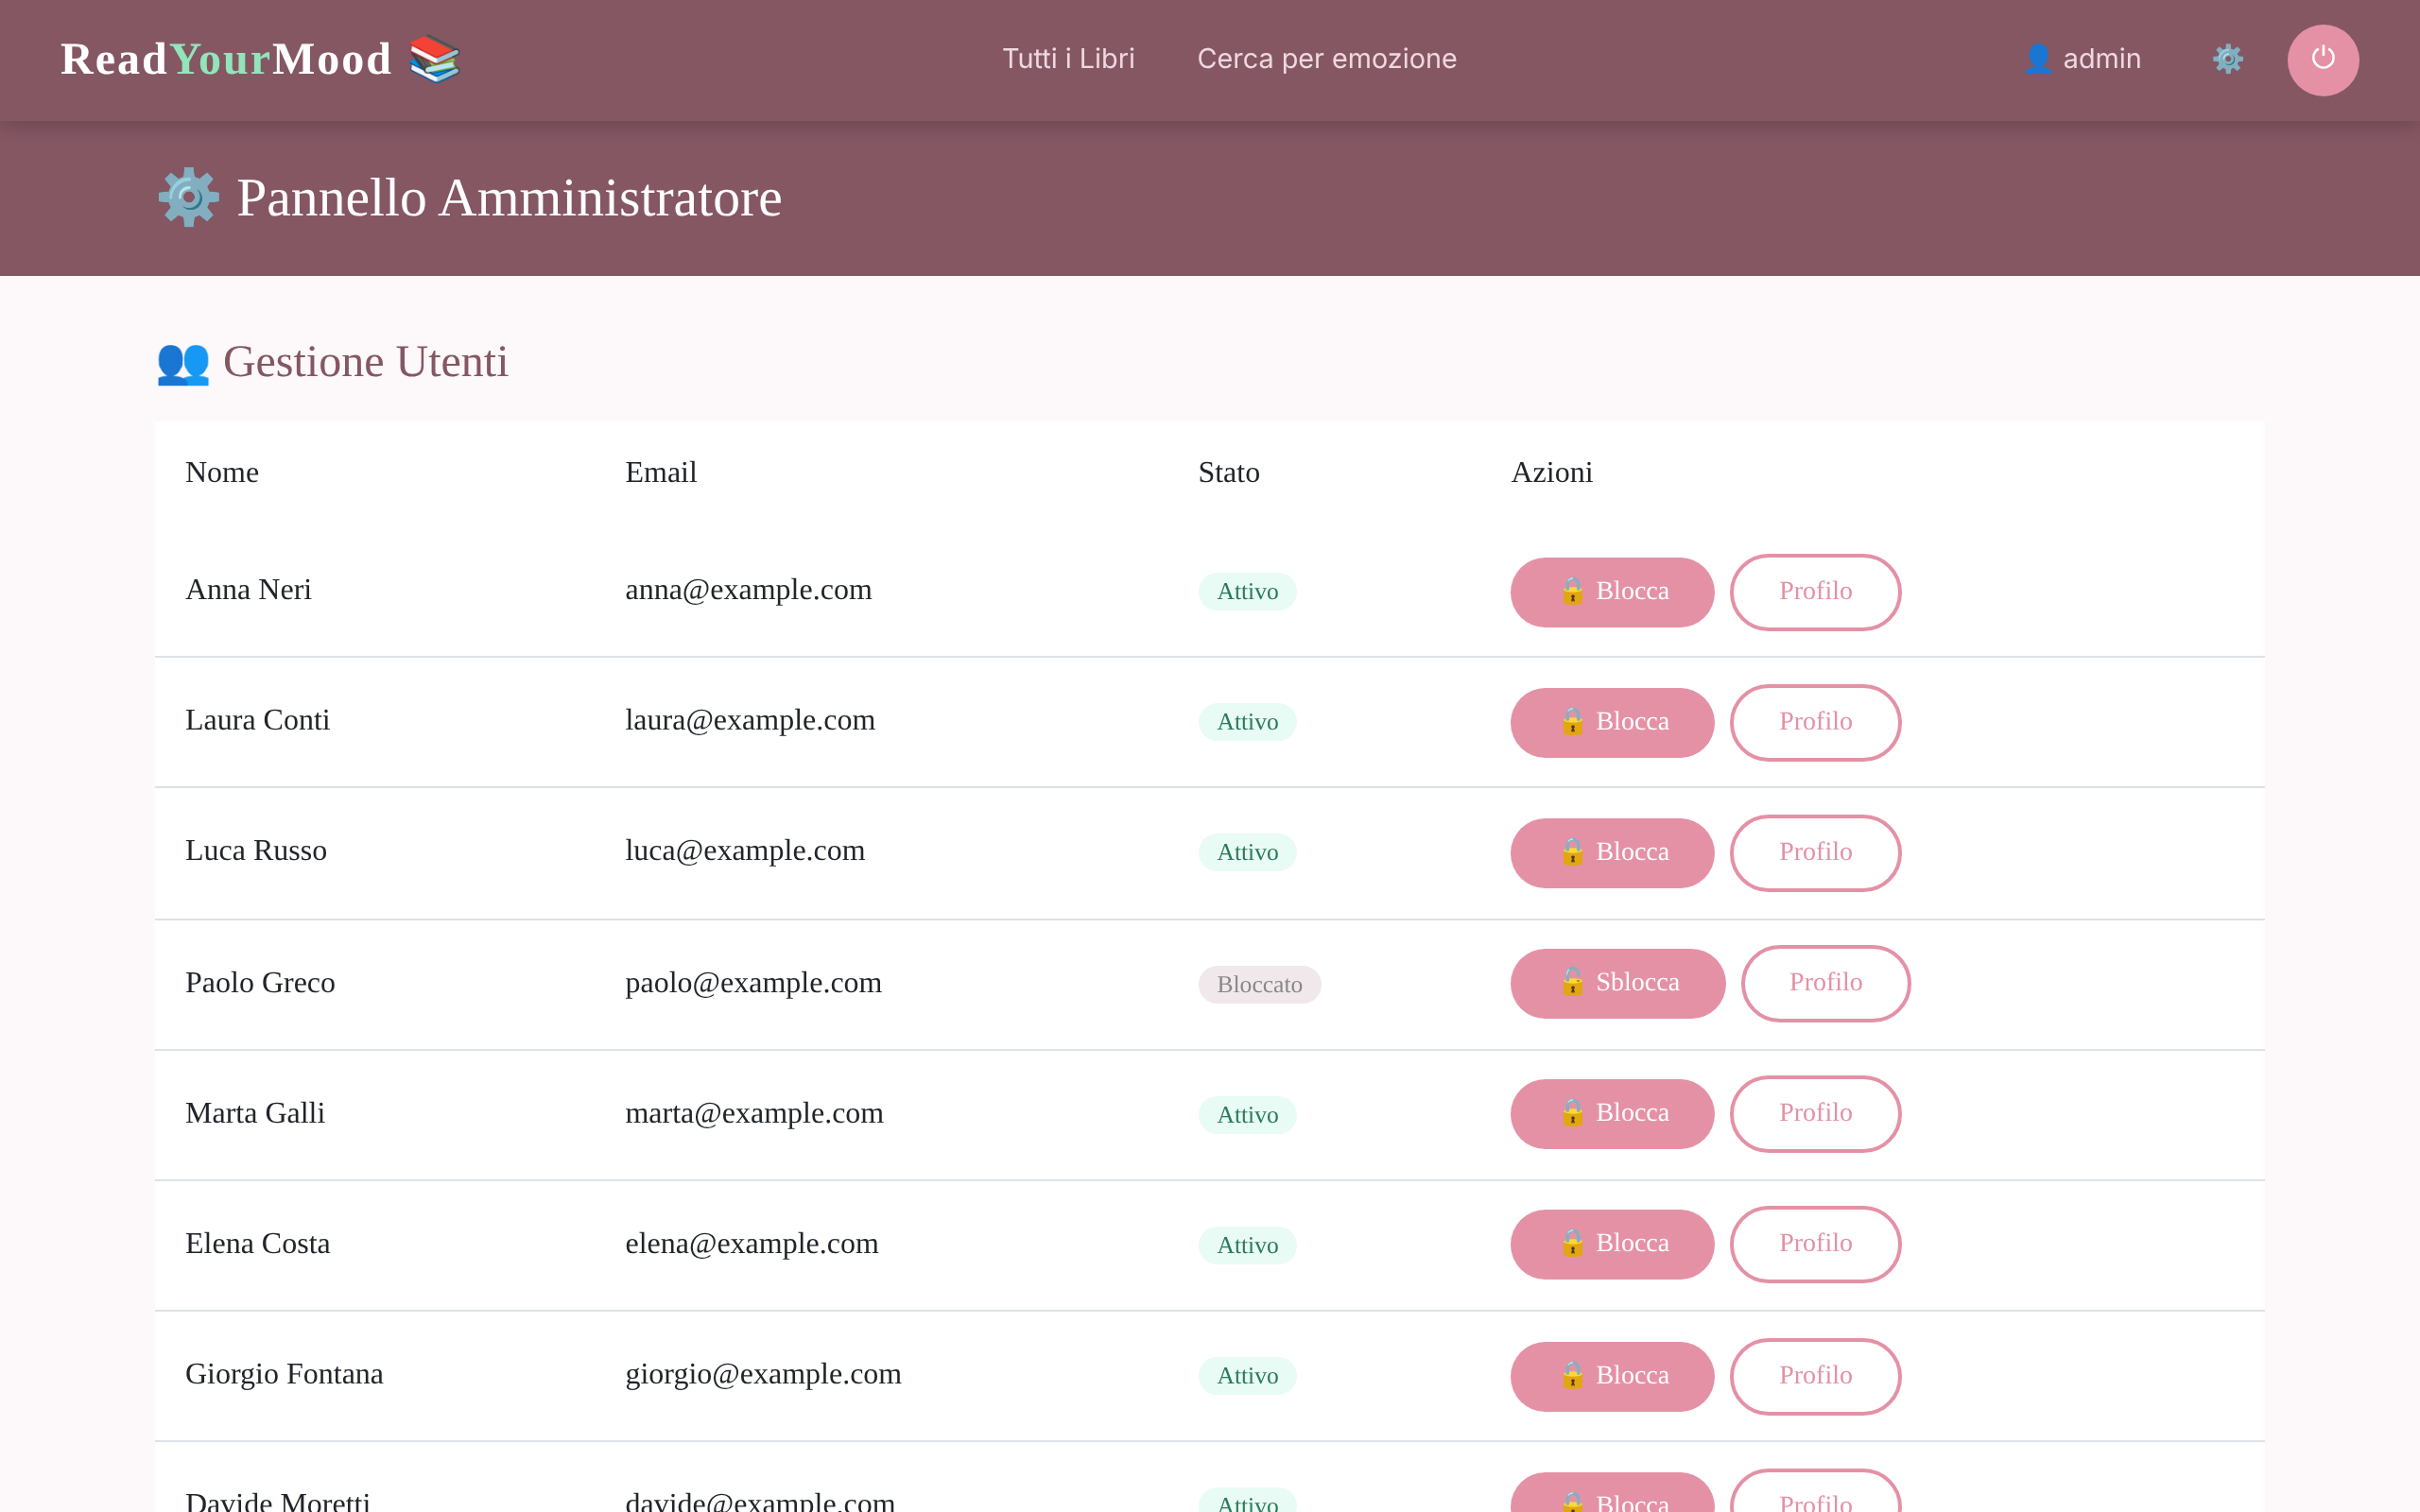 ReadYourMood 📚 Tutti i Libri Cerca per emozione 👤 admin ⚙️
⚙️ Pannello Amministratore
👥 Gestione Utenti
Nome Email Stato Azioni
Anna Neri anna@example.com Attivo 🔒 Blocca Profilo
Laura Conti laura@example.com Attivo 🔒 Blocca Profilo
Luca Russo luca@example.com Attivo 🔒 Blocca Profilo
Paolo Greco paolo@example.com Bloccato 🔓 Sblocca Profilo
Marta Galli marta@example.com Attivo 🔒 Blocca Profilo
Elena Costa elena@example.com Attivo 🔒 Blocca Profilo
Giorgio Fontana giorgio@example.com Attivo 🔒 Blocca Profilo
Davide Moretti davide@example.com Attivo 🔒 Blocca Profilo